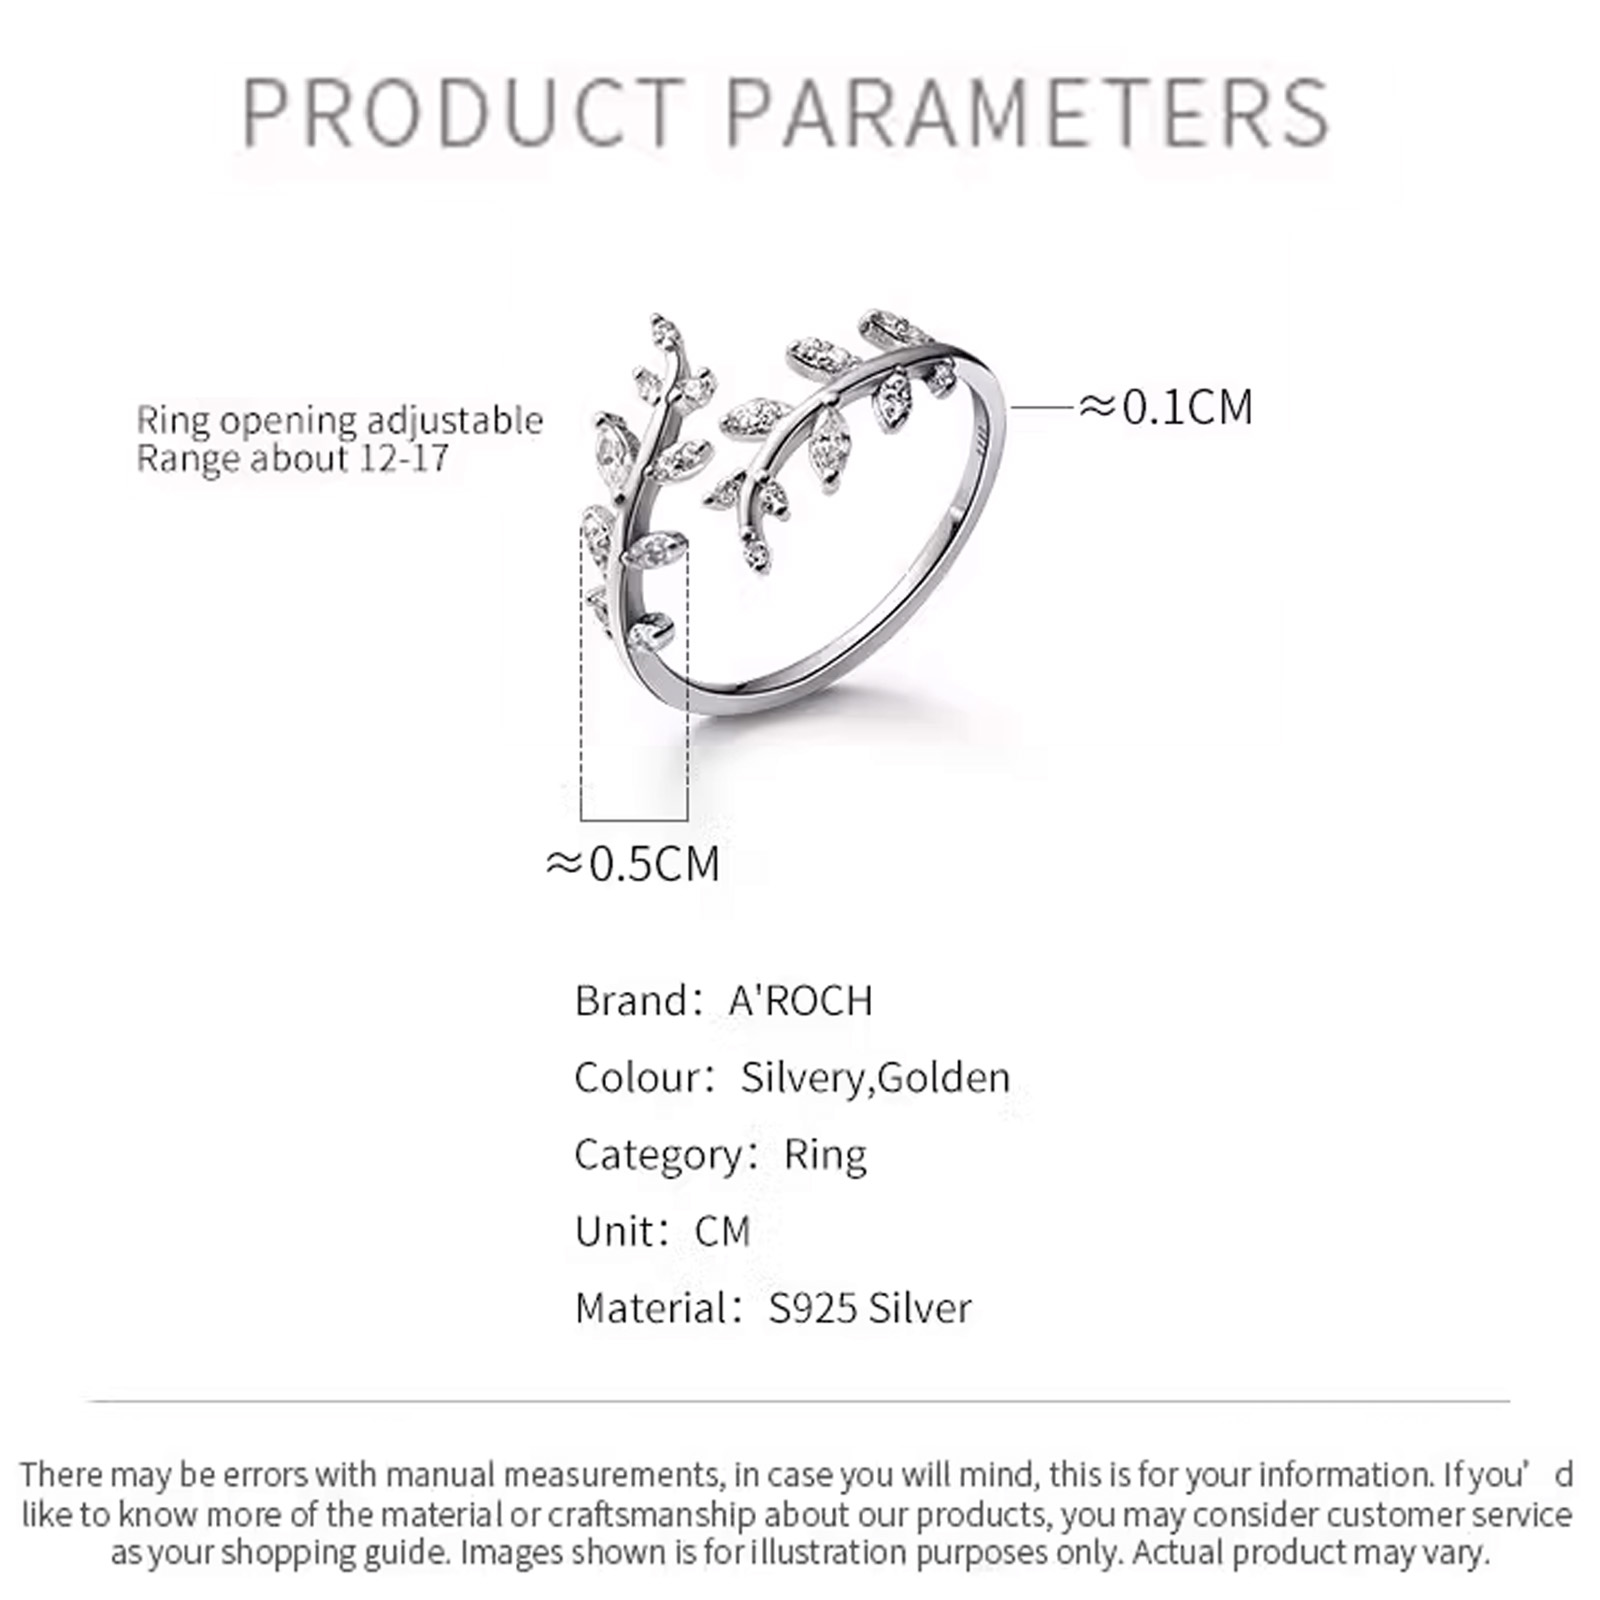 PRODUCT PARAMETERS
Ring opening adjustable
Range about 12-17
≈0.1CM
≈0.5CM
Brand： A'ROCH
Colour： Silvery,Golden
Category： Ring
Unit： CM
Material： S925 Silver
There may be errors with manual measurements, in case you will mind, this is for your information. If you’d
like to know more of the material or craftsmanship about our products, you may consider customer service
as your shopping guide. Images shown is for illustration purposes only. Actual product may vary.